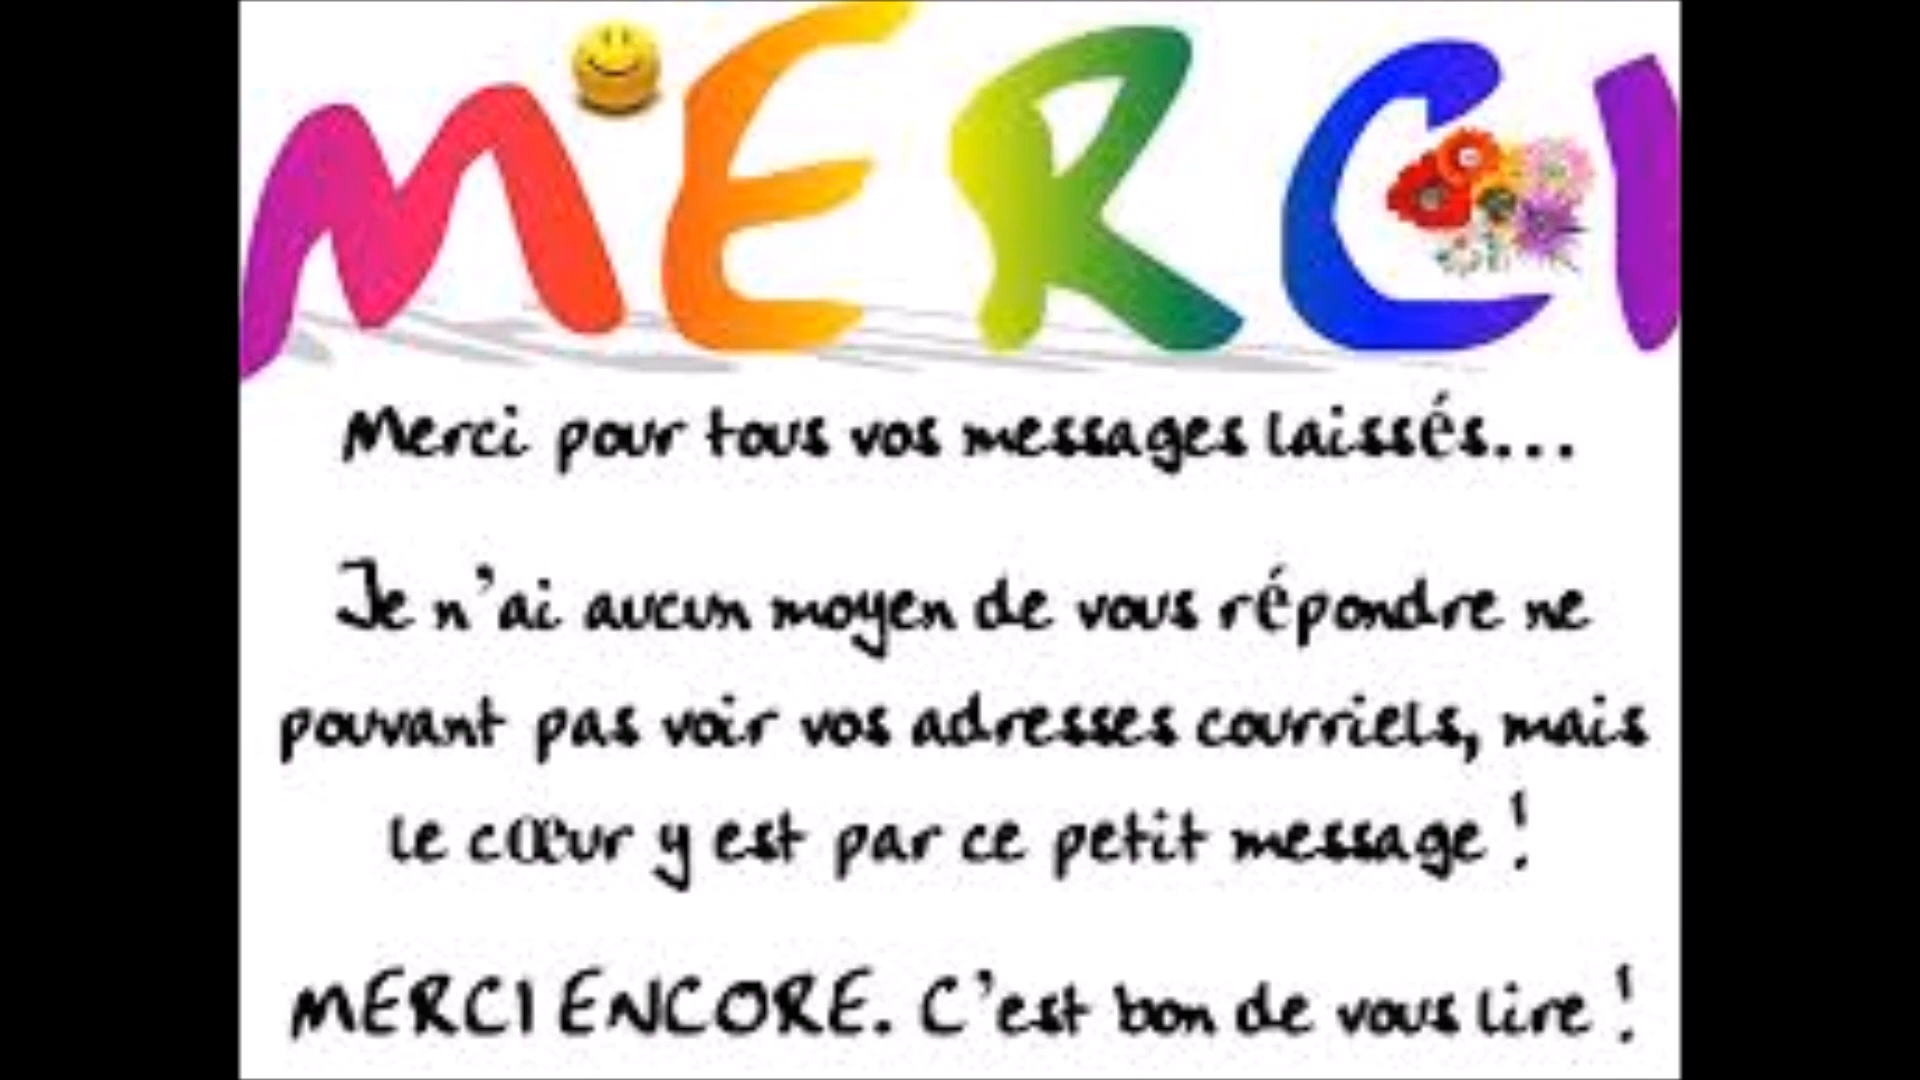 MERCI
Merci pour tous vos messages laissés...
Je n'ai aucun moyen de vous répondre ne
pouvant pas voir vos adresses courriels, mais
le cœur y est par ce petit message !
MERCI ENCORE. C'est bon de vous lire !